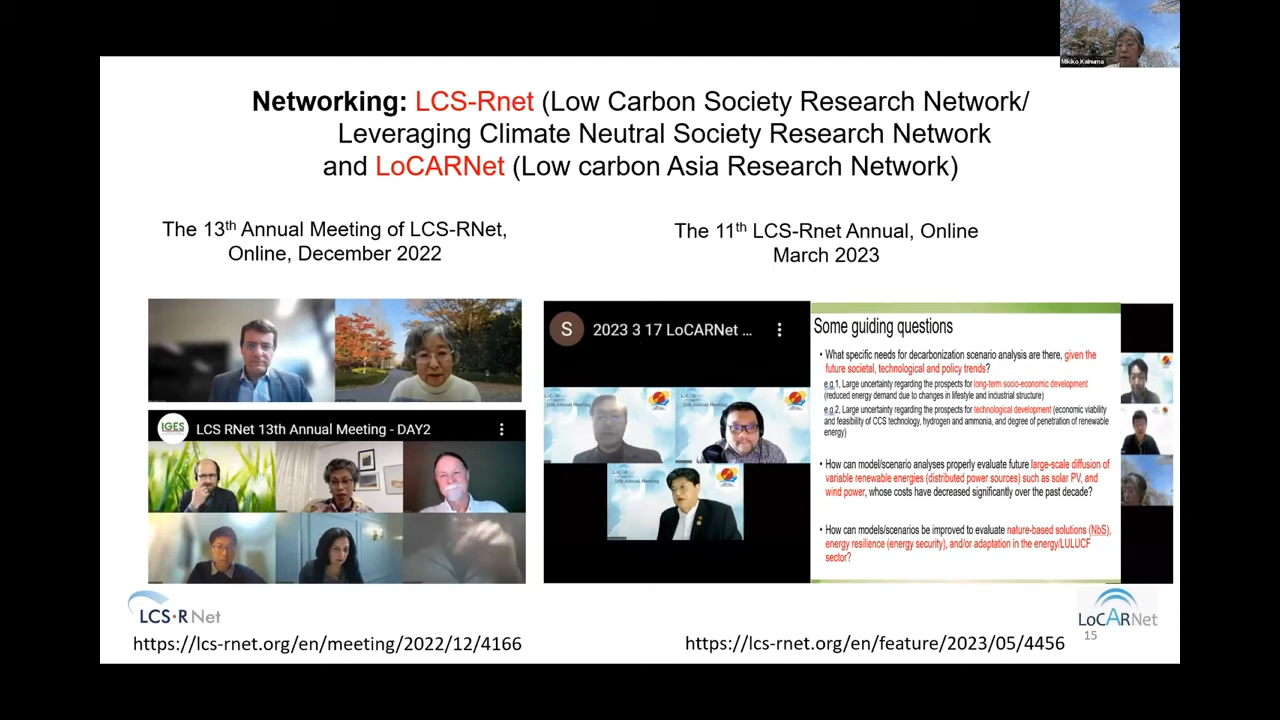 Mikiko Kainuma
Networking: LCS-Rnet (Low Carbon Society Research Network/
Leveraging Climate Neutral Society Research Network
and LoCARNet (Low carbon Asia Research Network)
The 13th Annual Meeting of LCS-RNet,
Online, December 2022
The 11th LCS-Rnet Annual, Online
March 2023
IGES
LCS RNet 13th Annual Meeting - DAY2
S
2023 3 17 LoCARNet ...
Some guiding questions
• What specific needs for decarbonization scenario analysis are there, given the
future societal, technological and policy trends?
e.g.1, Large uncertainty regarding the prospects for long-term socio-economic development
(reduced energy demand due to changes in lifestyle and industrial structure)
e.g.2, Large uncertainty regarding the prospects for technological development (economic viability
and feasibility of CCS technology, hydrogen and ammonia, and degree of penetration of renewable
energy)
• How can model/scenario analyses properly evaluate future large-scale diffusion of
variable renewable energies (distributed power sources) such as solar PV, and
wind power, whose costs have decreased significantly over the past decade?
• How can models/scenarios be improved to evaluate nature-based solutions (NbS),
energy resilience (energy security), and/or adaptation in the energy/LULUCF
sector?
LCS·RNet
LoCARNet
15
https://lcs-rnet.org/en/meeting/2022/12/4166
https://lcs-rnet.org/en/feature/2023/05/4456